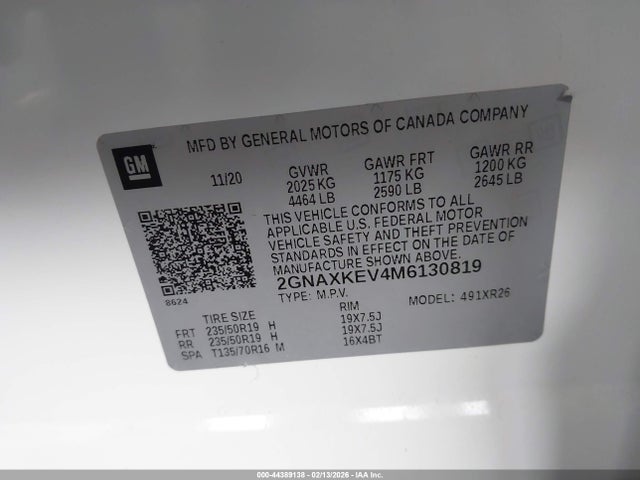 MFD BY GENERAL MOTORS OF CANADA COMPANY
GM
11/20
GVWR
2025 KG
4464 LB
GAWR FRT
1175 KG
2590 LB
GAWR RR
1200 KG
2645 LB
THIS VEHICLE CONFORMS TO ALL
APPLICABLE U.S. FEDERAL MOTOR
VEHICLE SAFETY AND THEFT PREVENTION
STANDARDS IN EFFECT ON THE DATE OF
MANUFACTURE SHOWN ABOVE.
2GNAXKEV4M6130819
8624
TYPE: M.P.V.
MODEL: 491XR26
TIRE SIZE RIM
FRT 235/50R19 H 19X7.5J
RR 235/50R19 H 19X7.5J
SPA T135/70R16 M 16X4BT
000-44389138 - 02/13/2026 - IAA Inc.